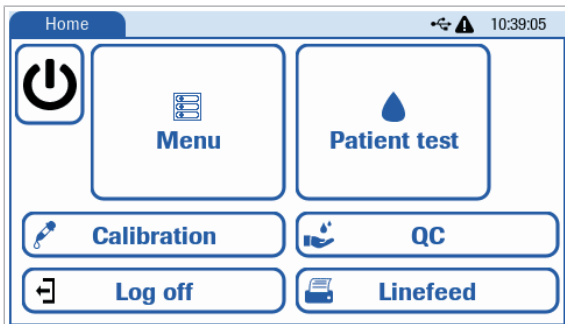 Home
10:39:05
Menu
Patient test
Calibration
QC
Log off
Linefeed